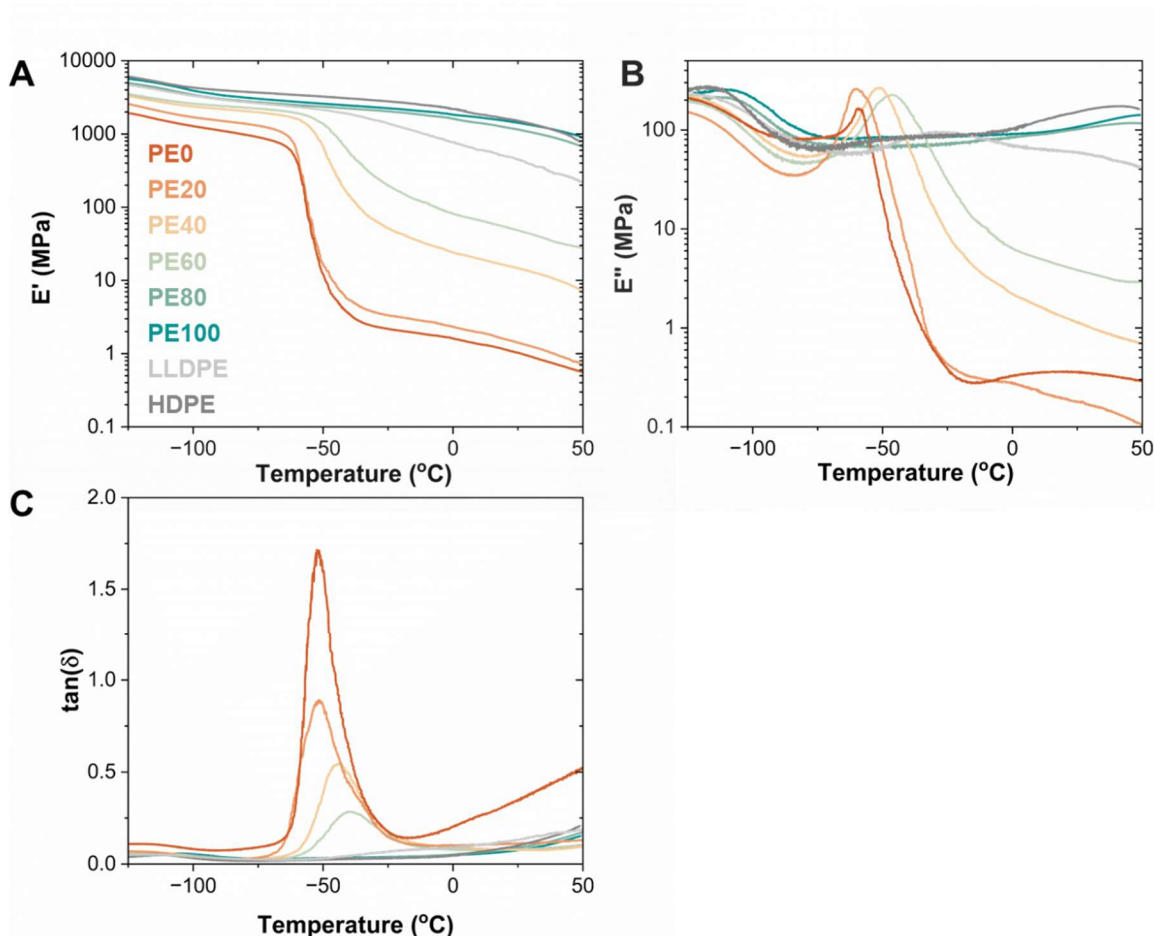 A
10000
1000
100
10
1
0.1
E' (MPa)
PE0
PE20
PE40
PE60
PE80
PE100
LLDPE
HDPE
−100
−50
0
50
Temperature (°C)
B
100
10
1
0.1
E" (MPa)
−100
−50
0
50
Temperature (°C)
C
2.0
1.5
1.0
0.5
0.0
tan(δ)
−100
−50
0
50
Temperature (°C)